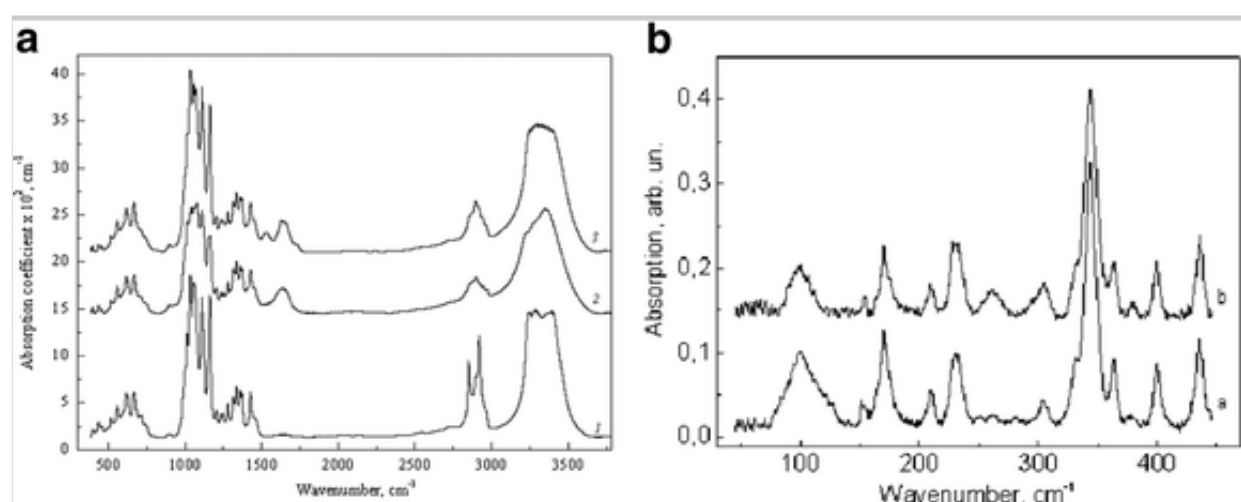 a
Absorption coefficient x 10², cm⁻¹
40
35
30
25
20
15
10
5
0
3
2
1
500 1000 1500 2000 2500 3000 3500
Wavenumber, cm⁻¹
b
Absorption, arb. un.
0,4
0,3
0,2
0,1
0,0
b
a
100 200 300 400
Wavenumber, cm⁻¹